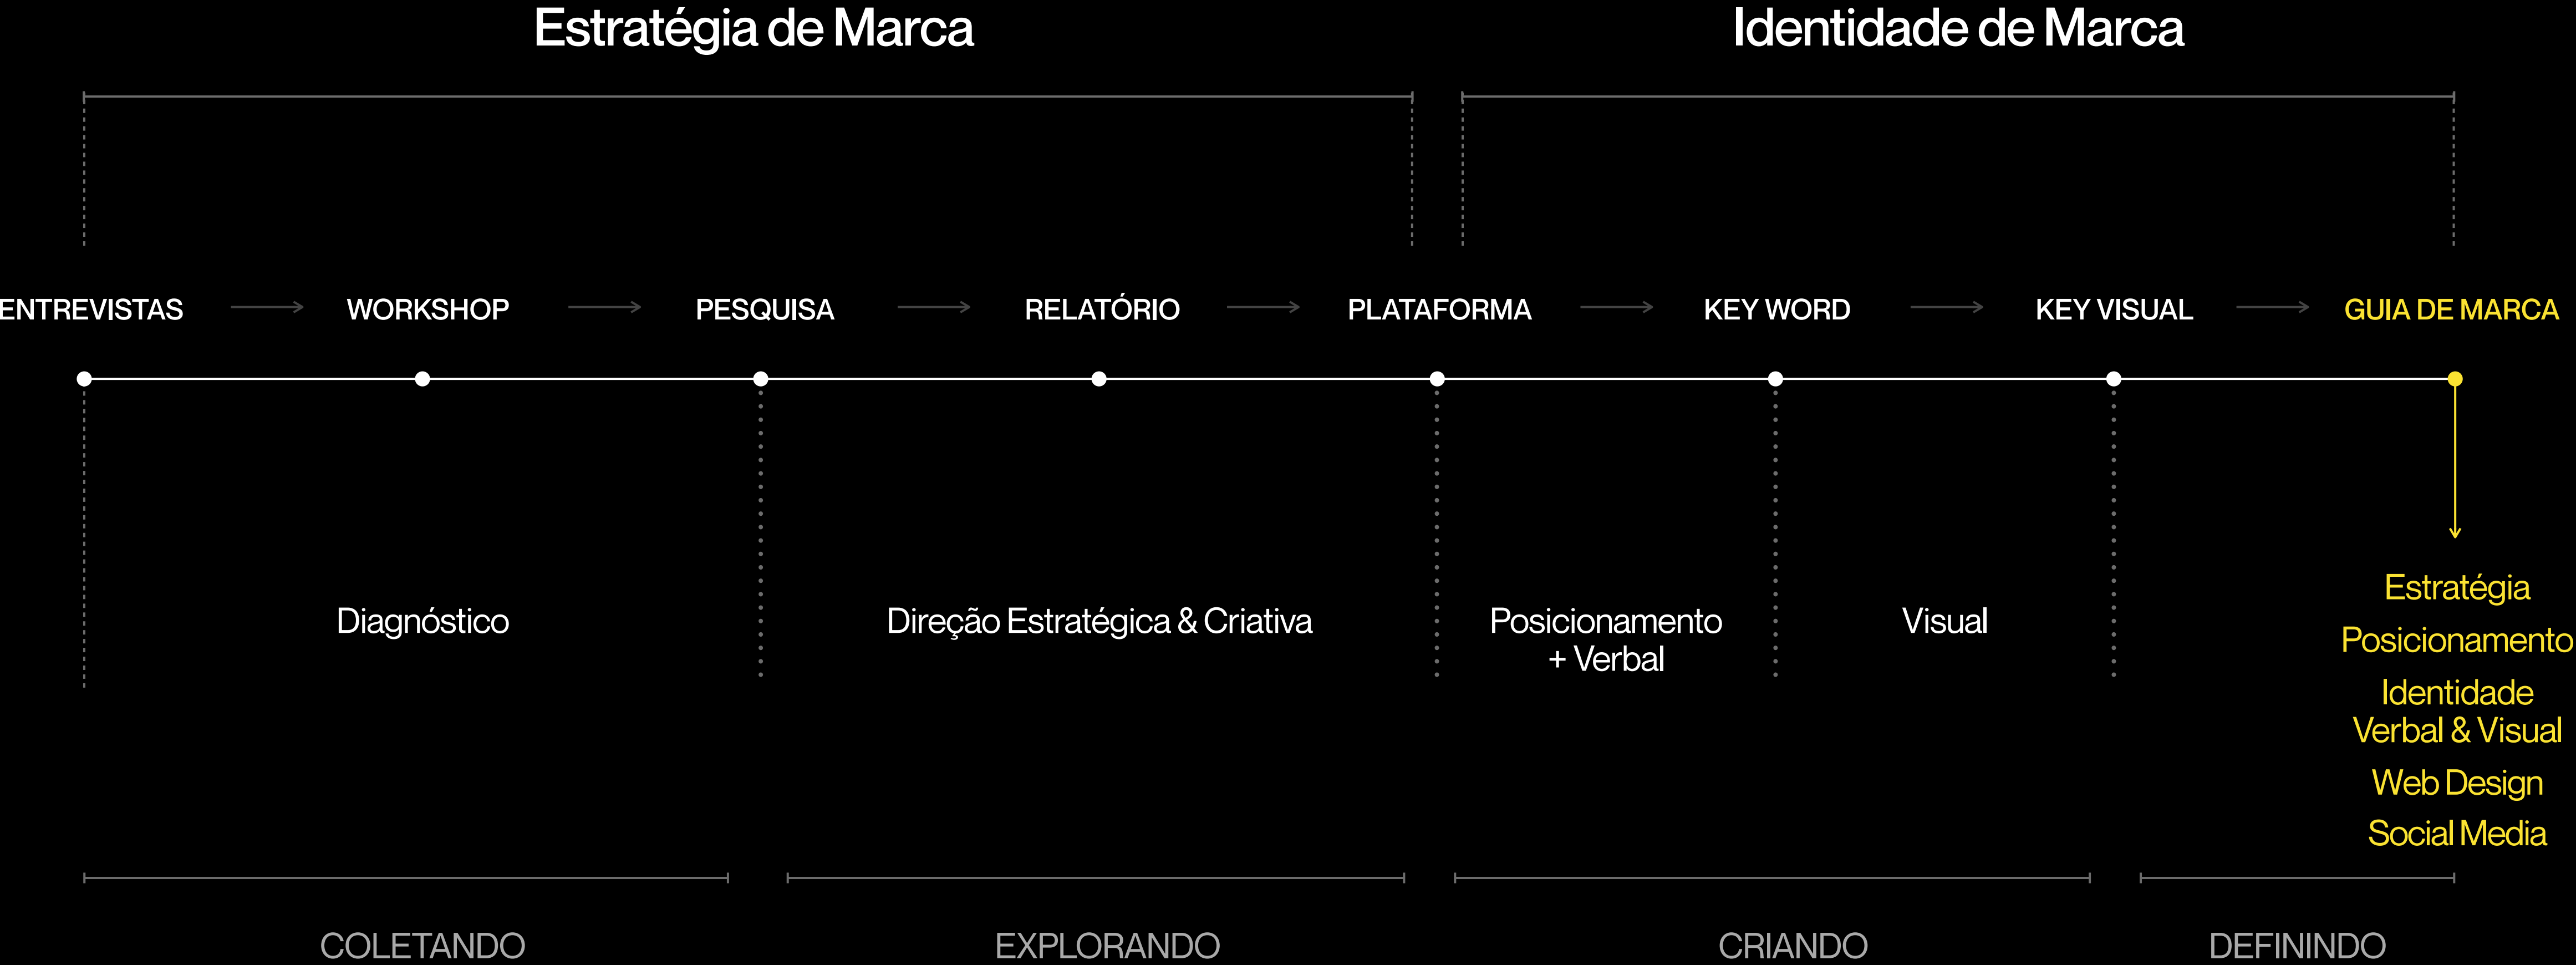 Estratégia de Marca
Identidade de Marca
ENTREVISTAS
WORKSHOP
PESQUISA
RELATÓRIO
PLATAFORMA
KEY WORD
KEY VISUAL
GUIA DE MARCA
Diagnóstico
Direção Estratégica & Criativa
Posicionamento
+ Verbal
Visual
Estratégia
Posicionamento
Identidade
Verbal & Visual
Web Design
Social Media
COLETANDO
EXPLORANDO
CRIANDO
DEFININDO